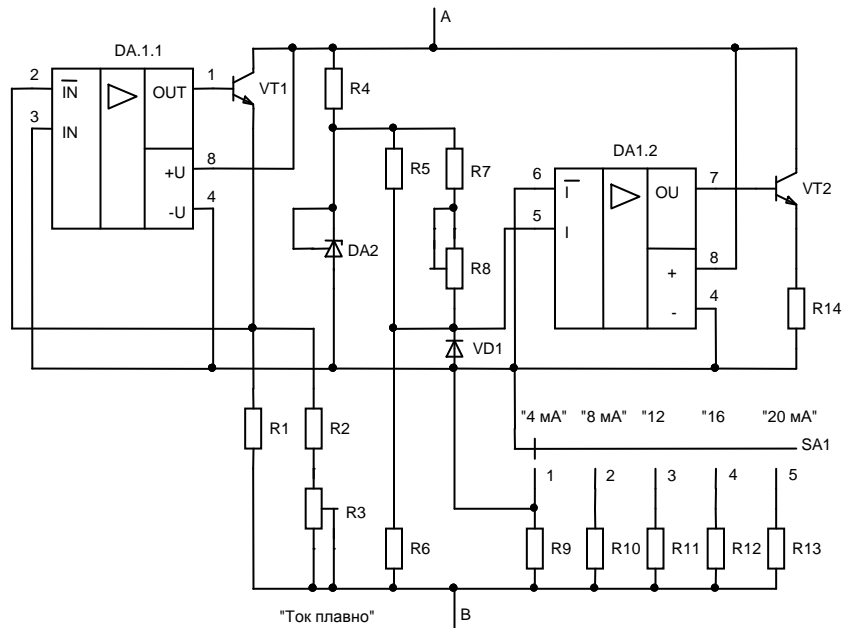 A
DA.1.1
2
IN
OUT
1
VT1
3
IN
+U
8
-U
4
R4
R5
R7
DA2
R8
VD1
DA1.2
6
I
OU
7
VT2
5
I
+
8
-
4
R14
"4 мА"
"8 мА"
"12
"16
"20 мА"
SA1
1
2
3
4
5
R1
R2
R3
R6
R9
R10
R11
R12
R13
"Ток плавно"
B